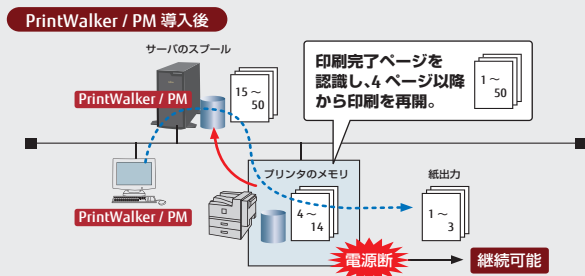 PrintWalker / PM 導入後
サーバのスプール
PrintWalker / PM
15～
50
印刷完了ページを
認識し、4 ページ以降
から印刷を再開。
1～
50
PrintWalker / PM
プリンタのメモリ
4～
14
紙出力
1～
3
電源断
継続可能